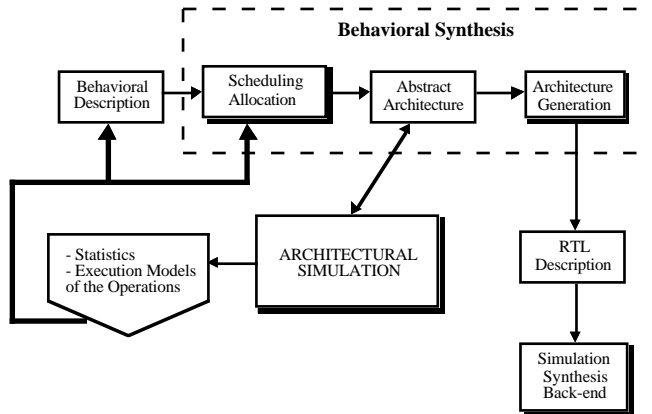 Behavioral Synthesis
Behavioral
Description
Scheduling
Allocation
Abstract
Architecture
Architecture
Generation
- Statistics
- Execution Models
of the Operations
ARCHITECTURAL
SIMULATION
RTL
Description
Simulation
Synthesis
Back-end